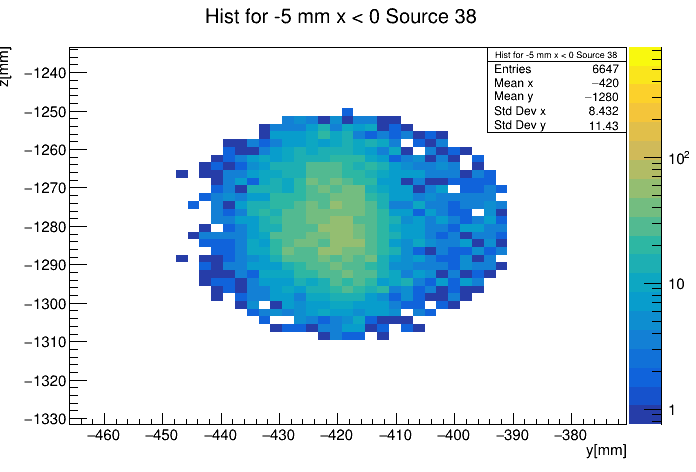 Hist for -5 mm x < 0 Source 38
z[mm]
Hist for -5 mm x < 0 Source 38
Entries 6647
Mean x −420
Mean y −1280
Std Dev x 8.432
Std Dev y 11.43
−1240
−1250
−1260
−1270
−1280
−1290
−1300
−1310
−1320
−1330
10²
10
1
−460 −450 −440 −430 −420 −410 −400 −390 −380
y[mm]